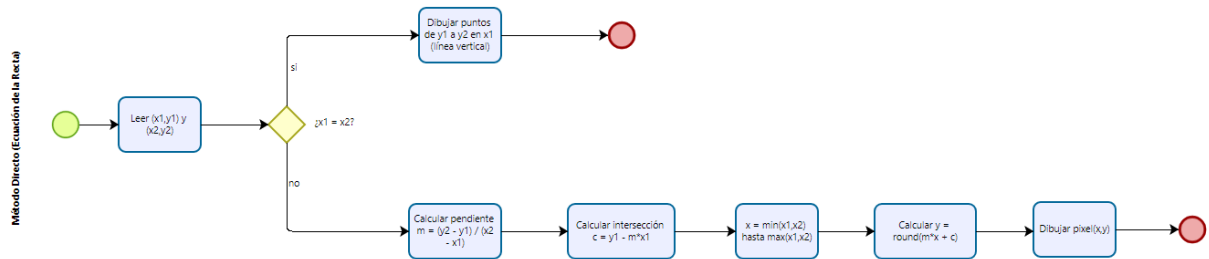 Método Directo (Ecuación de la Recta)
Dibujar puntos
de y1 a y2 en x1
(línea vertical)
si
Leer (x1,y1) y
(x2,y2)
¿x1 = x2?
no
Calcular pendiente
m = (y2 - y1) / (x2
- x1)
Calcular intersección
c = y1 - m*x1
x = min(x1,x2)
hasta max(x1,x2)
Calcular y =
round(m*x + c)
Dibujar pixel(x,y)